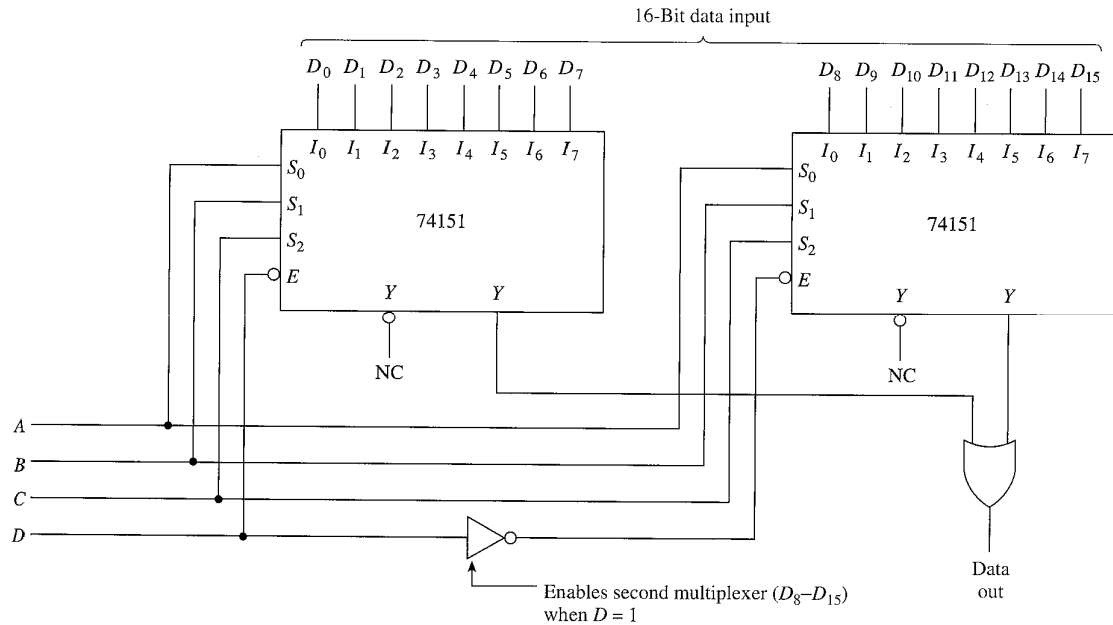 16-Bit data input
D₀ D₁ D₂ D₃ D₄ D₅ D₆ D₇
D₈ D₉ D₁₀ D₁₁ D₁₂ D₁₃ D₁₄ D₁₅
I₀ I₁ I₂ I₃ I₄ I₅ I₆ I₇
I₀ I₁ I₂ I₃ I₄ I₅ I₆ I₇
S₀
S₁
74151
S₂
E
Y Y
NC
S₀
S₁
74151
S₂
E
Y Y
NC
A
B
C
D
Enables second multiplexer (D₈–D₁₅)
when D = 1
Data
out